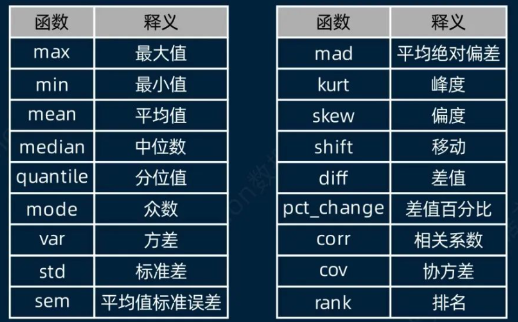 函数 释义
max 最大值
min 最小值
mean 平均值
median 中位数
quantile 分位值
mode 众数
var 方差
std 标准差
sem 平均值标准误差
函数 释义
mad 平均绝对偏差
kurt 峰度
skew 偏度
shift 移动
diff 差值
pct_change 差值百分比
corr 相关系数
cov 协方差
rank 排名